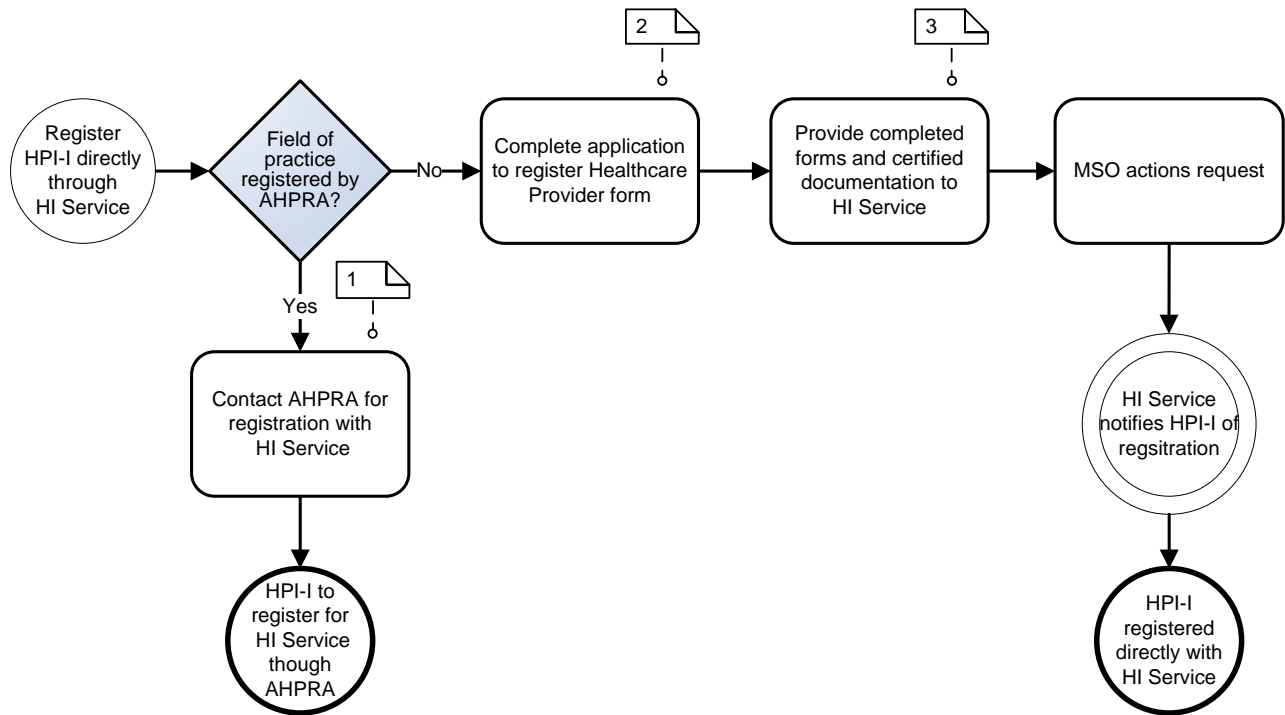 2
3
Register
HPI-I directly
through
HI Service
Field of
practice
registered by
AHPRA?
No
Complete application
to register Healthcare
Provider form
Provide completed
forms and certified
documentation to
HI Service
MSO actions request
Yes
1
Contact AHPRA for
registration with
HI Service
HI Service
notifies HPI-I of
regsitration
HPI-I to
register for
HI Service
though
AHPRA
HPI-I
registered
directly with
HI Service